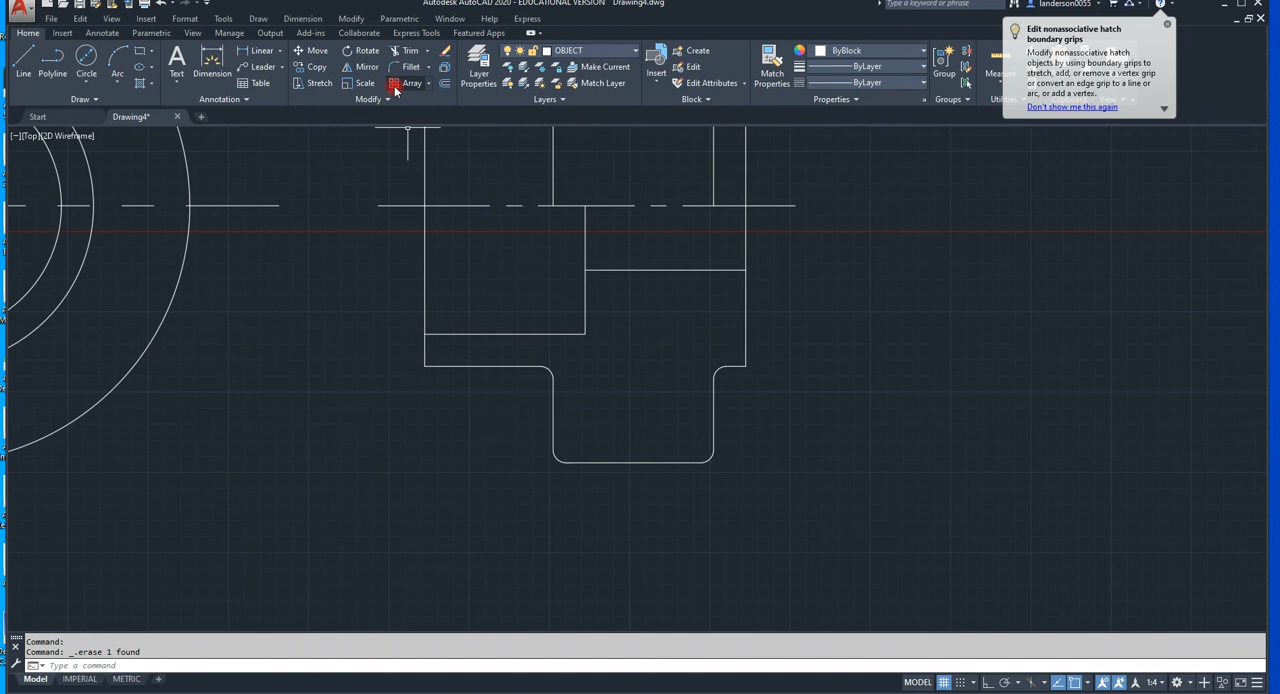 Autodesk AutoCAD 2020 - EDUCATIONAL VERSION Drawing4.dwg
Type a keyword or phrase
landerson0055
File Edit View Insert Format Tools Draw Dimension Modify Parametric Window Help Express
Home Insert Annotate Parametric View Manage Output Add-ins Collaborate Express Tools Featured Apps
Line
Polyline
Circle
Arc
Draw
Text
Dimension
Linear
Leader
Table
Annotation
Move
Rotate
Trim
Copy
Mirror
Fillet
Stretch
Scale
Array
Modify
Layer
Properties
OBJECT
Make Current
Match Layer
Layers
Insert
Create
Edit
Edit Attributes
Block
Match
Properties
ByBlock
ByLayer
ByLayer
Properties
Group
Groups
Edit nonassociative hatch
boundary grips
Modify nonassociative hatch
objects by using boundary grips to
stretch, add, or remove a vertex grip
or convert an edge grip to a line or
arc, or add a vertex.
Don't show me this again
Start
Drawing4*
[−][Top][2D Wireframe]
Command:
Command: _.erase 1 found
Type a command
Model
IMPERIAL
METRIC
MODEL
1:4